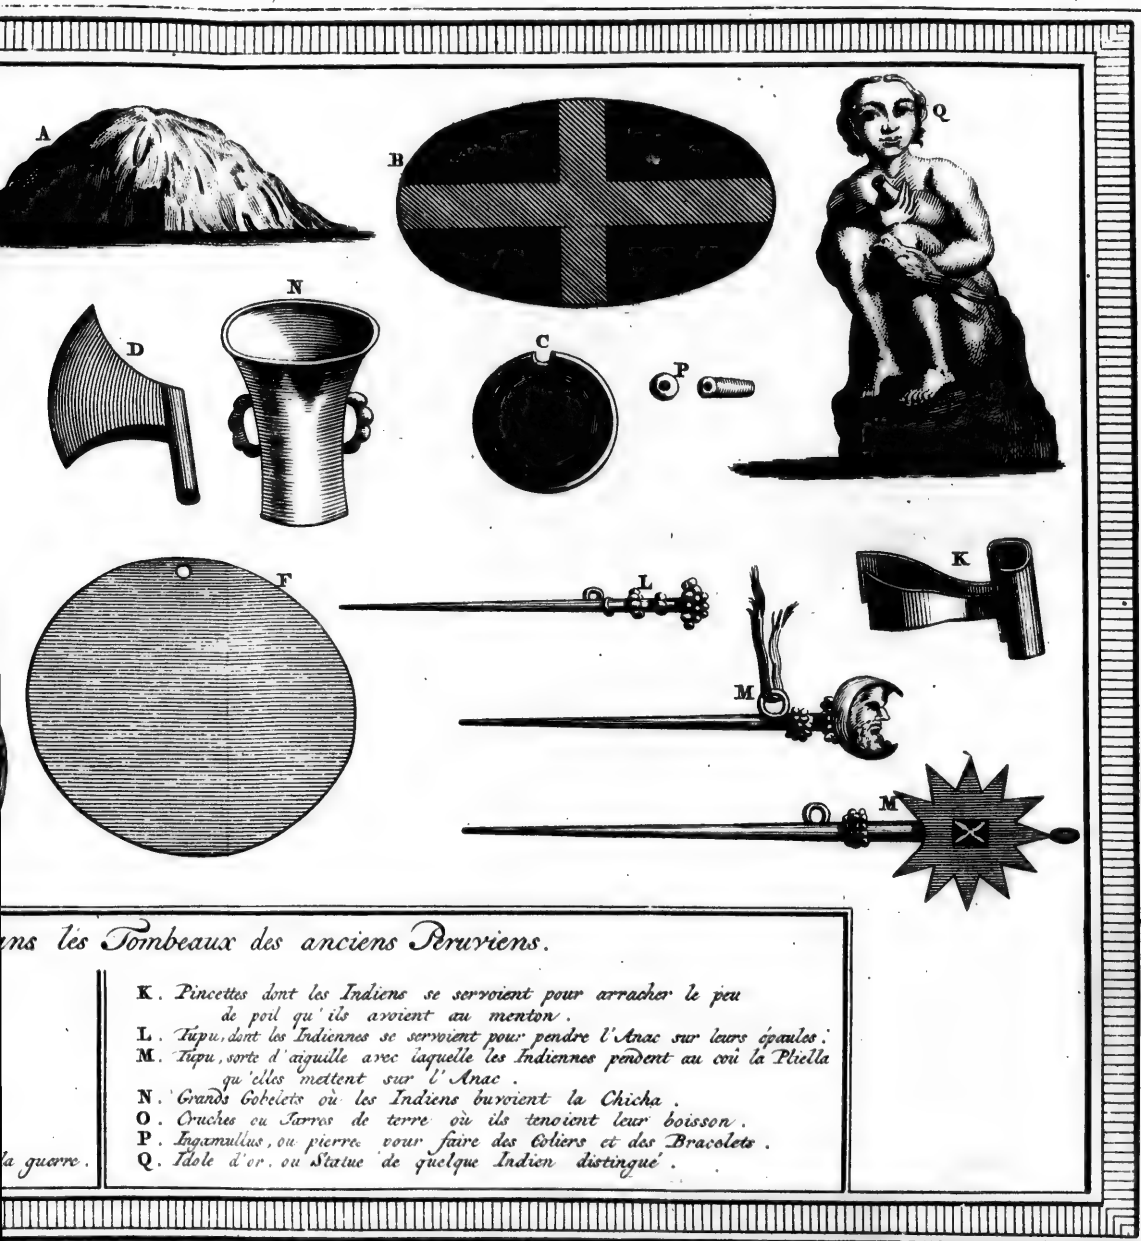 A
B
Q
N
D
C
P
F
L
K
M
M
ans lès Tombeaux des anciens Peruviens.
K. Pincettes dont les Indiens se servoient pour arracher le peu
de poil qu'ils avoient au menton.
L. Tupu, dont les Indiennes se servoient pour pendre l'Anac sur leurs épaules:
M. Tupu, sorte d'aiguille avec laquelle les Indiennes pendent au coû la Pliella
qu'elles mettent sur l'Anac.
N. Grands Gobelets où les Indiens buvoient la Chicha.
O. Cruches ou Jarres de terre où ils tenoient leur boisson.
P. Ingamullus, ou pierres pour faire des Coliers et des Bracelets.
la guerre.
Q. Idole d'or, ou Statue de quelque Indien distingué.